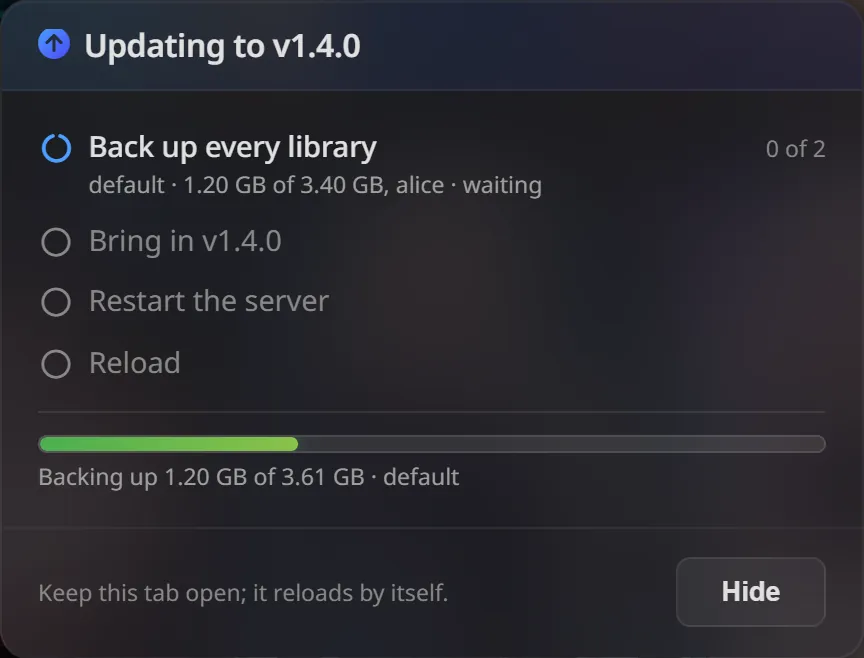 Updating to v1.4.0
Back up every library
0 of 2
default · 1.20 GB of 3.40 GB, alice · waiting
Bring in v1.4.0
Restart the server
Reload
Backing up 1.20 GB of 3.61 GB · default
Keep this tab open; it reloads by itself.
Hide